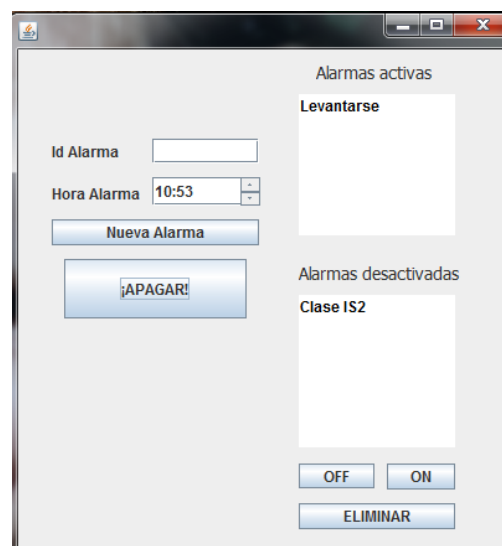 Alarmas activas
Levantarse
Id Alarma
Hora Alarma 10:53
Nueva Alarma
¡APAGAR!
Alarmas desactivadas
Clase IS2
OFF ON
ELIMINAR